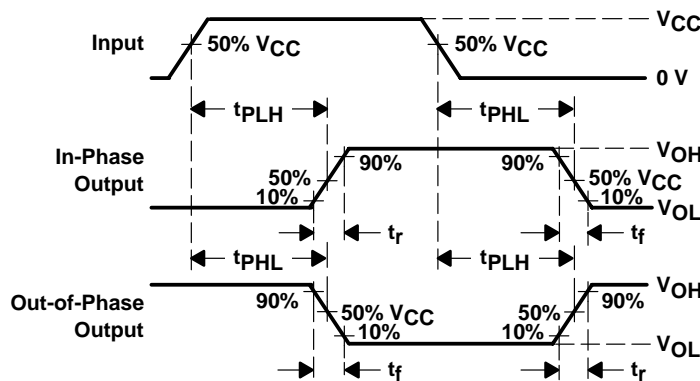 VCC
Input
50% VCC
50% VCC
0 V
tPLH
tPHL
In-Phase
Output
VOH
90%
90%
50%
50% VCC
10%
10%
VOL
tr
tf
tPHL
tPLH
Out-of-Phase
Output
VOH
90%
90%
50% VCC
50%
10%
10%
VOL
tf
tr